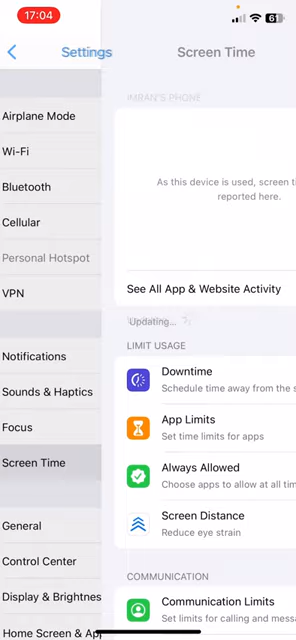 17:04
61
Settings
Screen Time
Airplane Mode
Wi-Fi
Bluetooth
Cellular
Personal Hotspot
VPN
Notifications
Sounds & Haptics
Focus
Screen Time
General
Control Center
Display & Brightnes
Home Screen & App
PHONE
As this device is used, screen ti
reported here.
See All App & Website Activity
Updating...
LIMIT USAGE
Downtime
Schedule time away from the s
App Limits
Set time limits for apps
Always Allowed
Choose apps to allow at all tim
Screen Distance
Reduce eye strain
COMMUNICATION
Communication Limits
Set limits for calling and mess